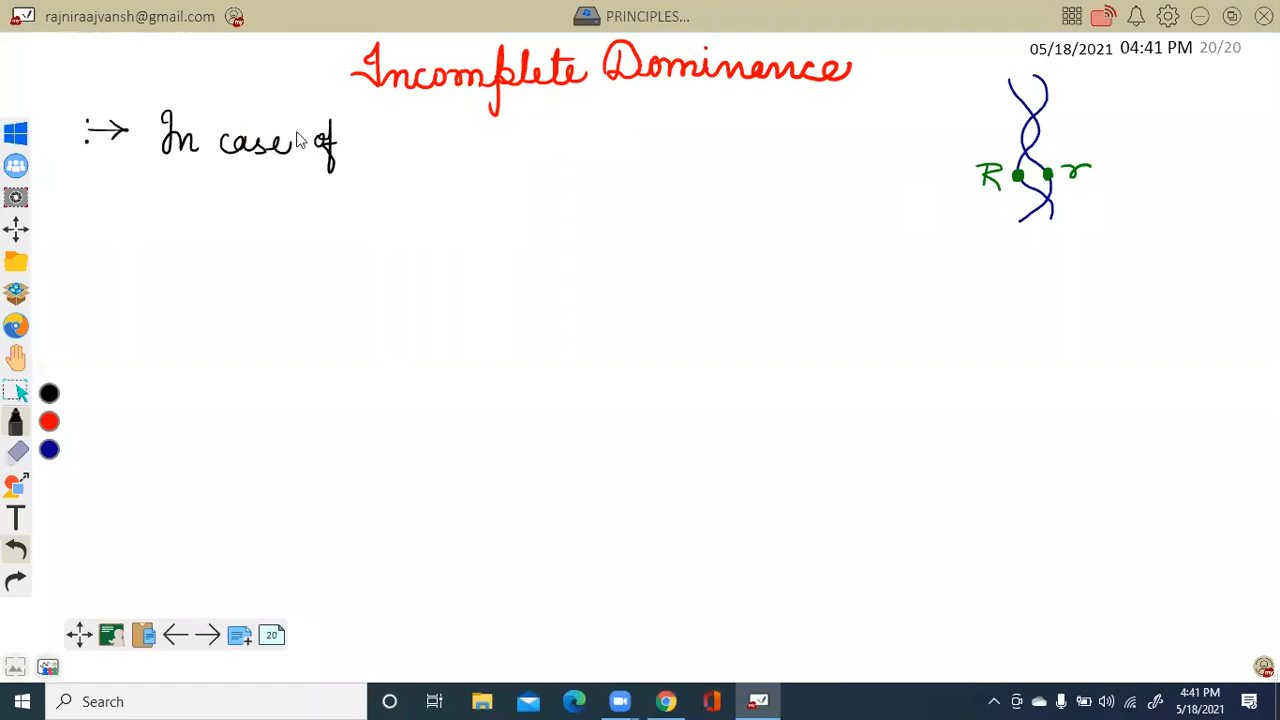 rajniraajvansh@gmail.com
PRINCIPLES...
05/18/2021 04:41 PM 20/20
Incomplete Dominance
:→ In case of
R r
T
20
Search
4:41 PM
5/18/2021